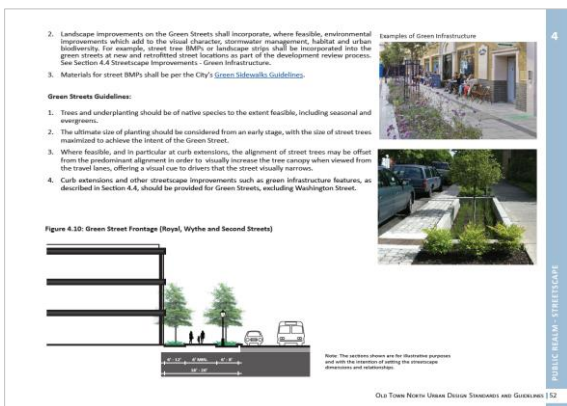 2. Landscape improvements on the Green Streets shall incorporate, where feasible, environmental
improvements which add to the visual character, stormwater management, habitat and urban
biodiversity. For example, street tree BMPs or landscape strips shall be incorporated into the
green streets at new and retrofitted street locations as part of the development review process.
See Section 4.4 Streetscape Improvements - Green Infrastructure.
3. Materials for street BMPs shall be per the City's Green Sidewalks Guidelines.
Green Streets Guidelines:
1. Trees and underplanting should be of native species to the extent feasible, including seasonal and
evergreens.
2. The ultimate size of planting should be considered from an early stage, with the size of street trees
maximized to achieve the intent of the Green Street.
3. Where feasible, and in particular at curb extensions, the alignment of street trees may be offset
from the predominant alignment in order to visually increase the tree canopy when viewed from
the travel lanes, offering a visual cue to drivers that the street visually narrows.
4. Curb extensions and other streetscape improvements such as green infrastructure features, as
described in Section 4.4, should be provided for Green Streets, excluding Washington Street.
Figure 4.10: Green Street Frontage (Royal, Wythe and Second Streets)
6' MIN.
Examples of Green Infrastructure
Note: The sections shown are for illustrative purposes
and with the intention of setting the streetscape
dimensions and relationships.
4
PUBLIC REALM - STREETSCAPE
OLD TOWN NORTH URBAN DESIGN STANDARDS AND GUIDELINES | 52